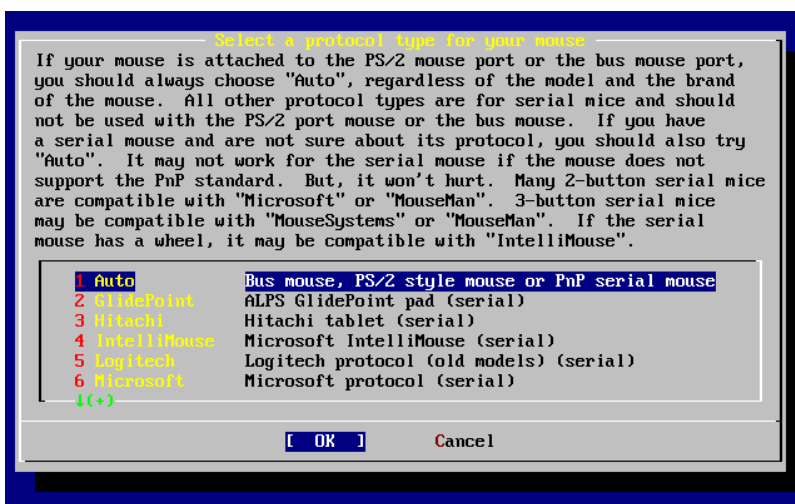 Select a protocol type for your mouse
If your mouse is attached to the PS/2 mouse port or the bus mouse port,
you should always choose "Auto", regardless of the model and the brand
of the mouse.  All other protocol types are for serial mice and should
not be used with the PS/2 port mouse or the bus mouse.  If you have
a serial mouse and are not sure about its protocol, you should also try
"Auto".  It may not work for the serial mouse if the mouse does not
support the PnP standard.  But, it won't hurt.  Many 2-button serial mice
are compatible with "Microsoft" or "MouseMan".  3-button serial mice
may be compatible with "MouseSystems" or "MouseMan".  If the serial
mouse has a wheel, it may be compatible with "IntelliMouse".
1 Auto Bus mouse, PS/2 style mouse or PnP serial mouse
2 GlidePoint ALPS GlidePoint pad (serial)
3 Hitachi Hitachi tablet (serial)
4 IntelliMouse Microsoft IntelliMouse (serial)
5 Logitech Logitech protocol (old models) (serial)
6 Microsoft Microsoft protocol (serial)
↓(+)
[ OK ] Cancel